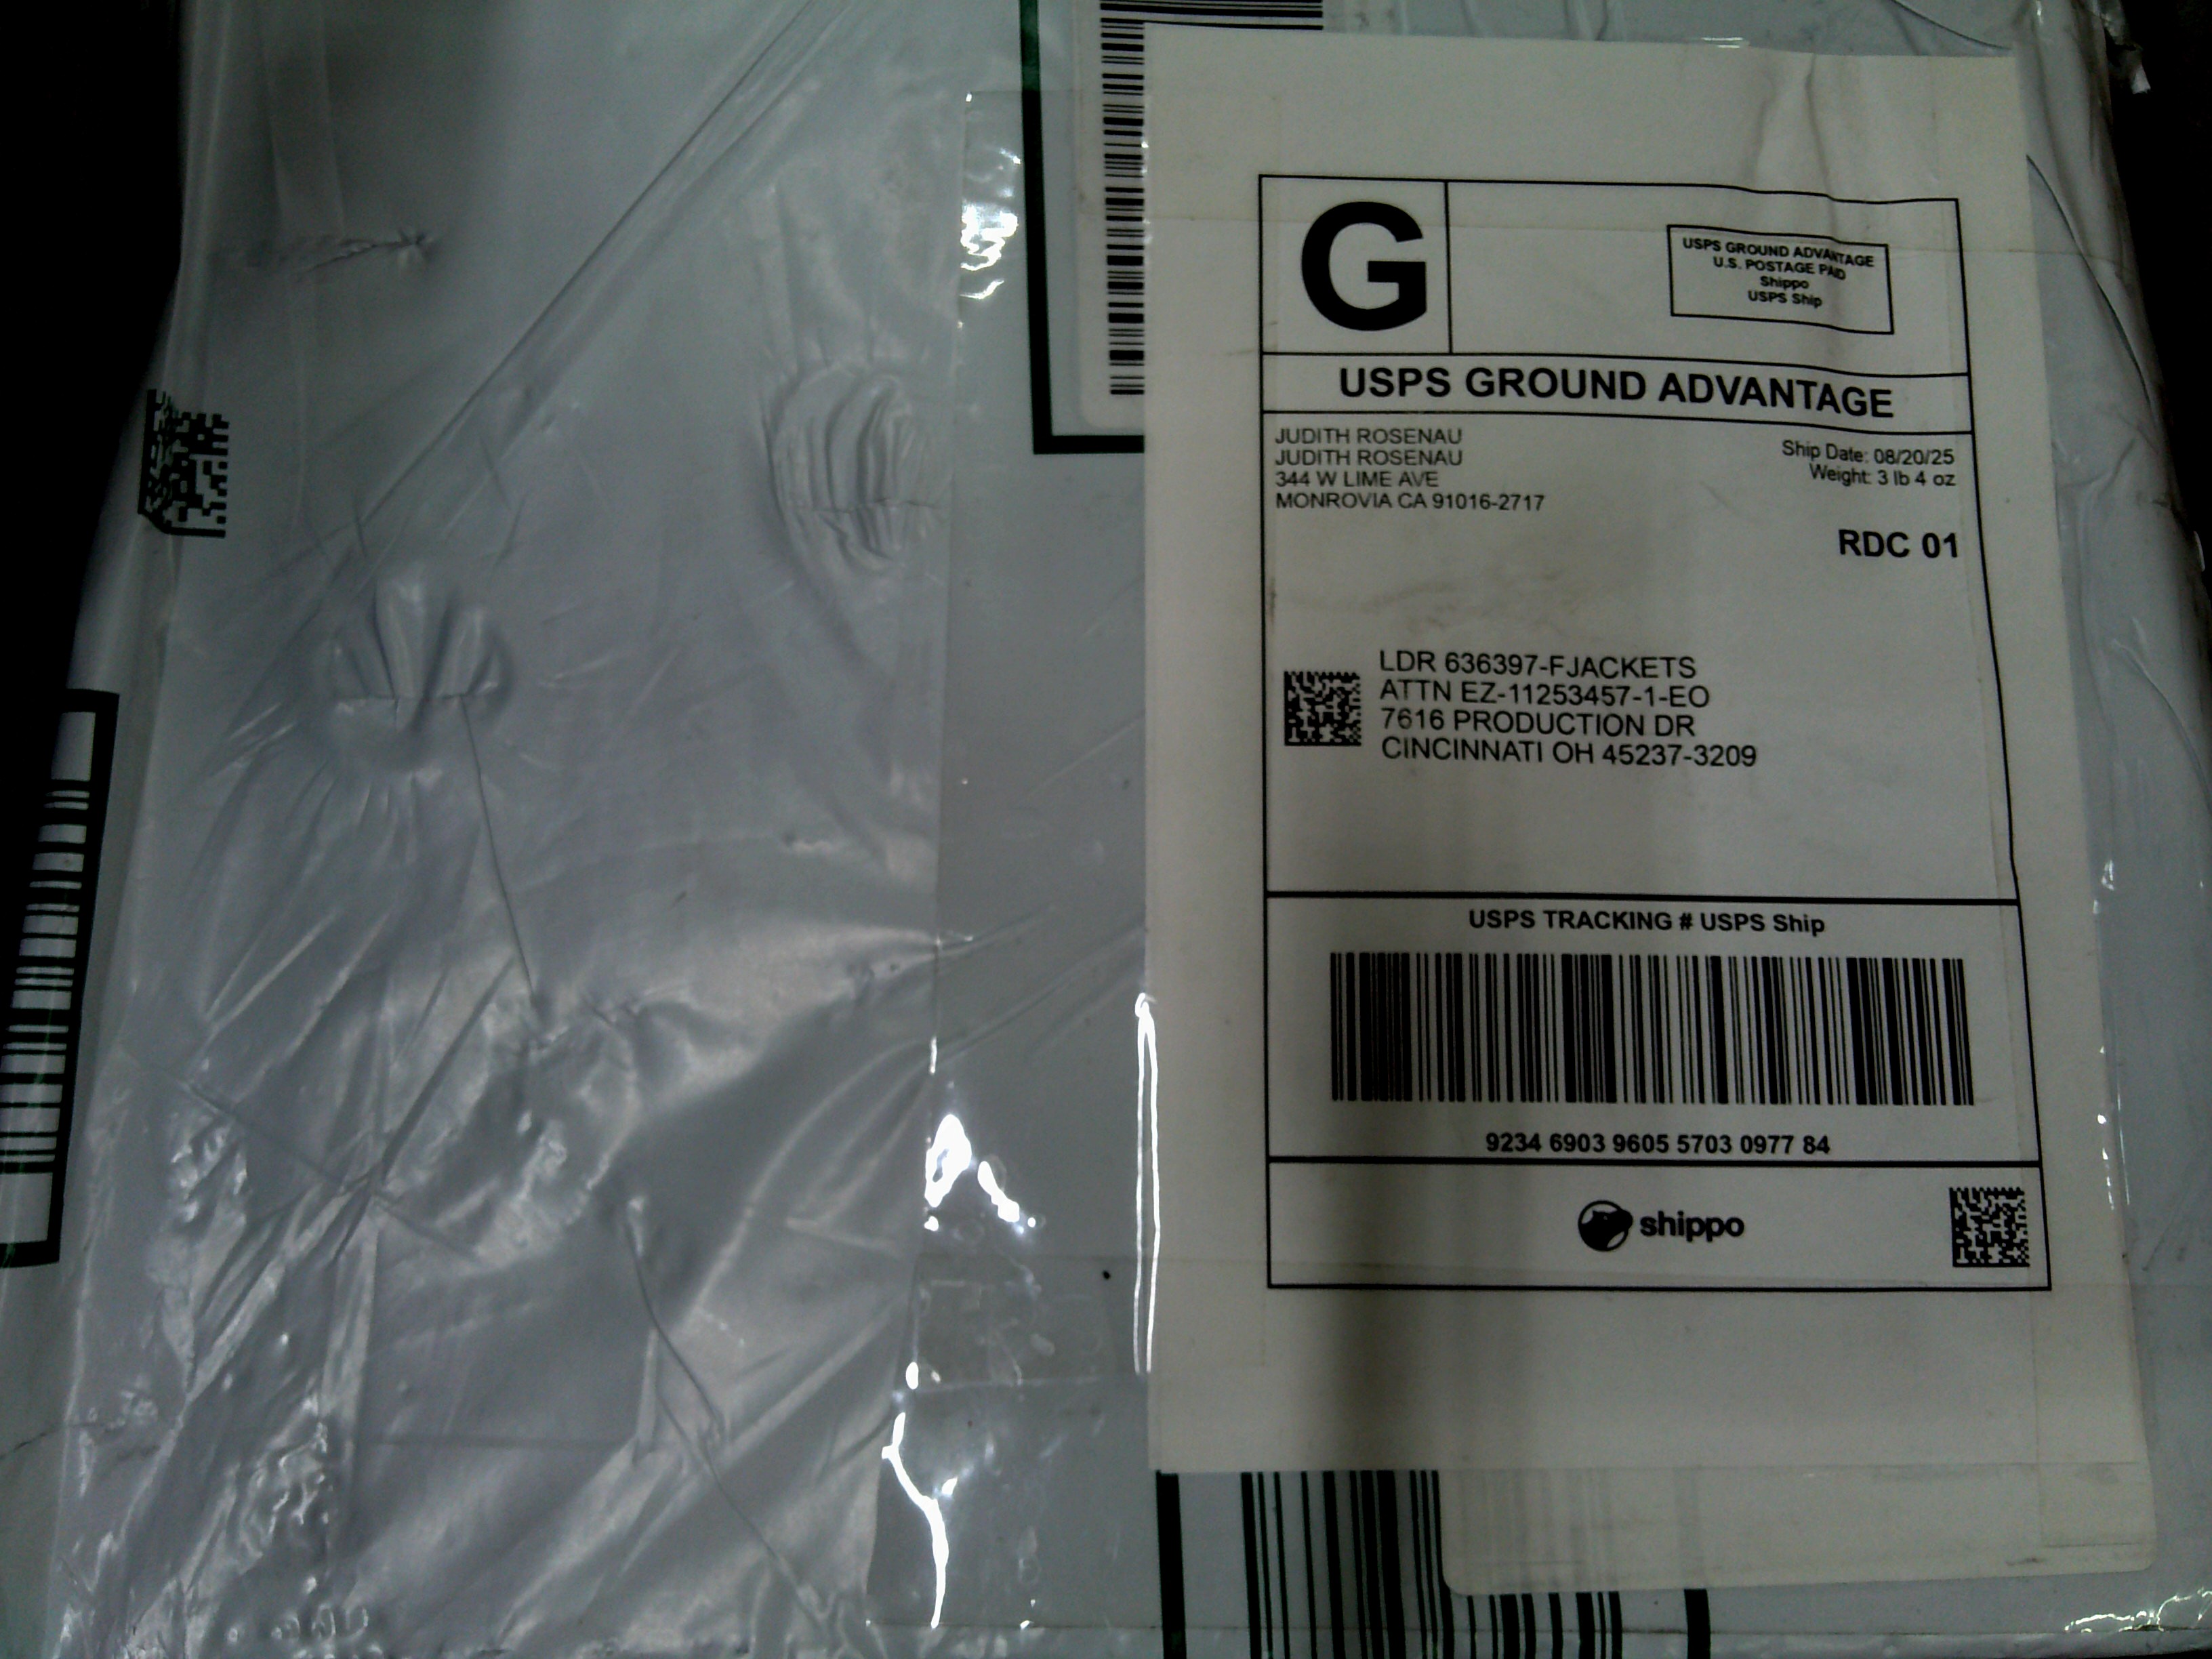 G
USPS GROUND ADVANTAGE
U.S. POSTAGE PAID
Shippo
USPS Ship
USPS GROUND ADVANTAGE
JUDITH ROSENAU
JUDITH ROSENAU
344 W LIME AVE
MONROVIA CA 91016-2717
Ship Date: 08/20/25
Weight: 3 lb 4 oz
RDC 01
LDR 636397-FJACKETS
ATTN EZ-11253457-1-EO
7616 PRODUCTION DR
CINCINNATI OH 45237-3209
USPS TRACKING # USPS Ship
9234 6903 9605 5703 0977 84
shippo